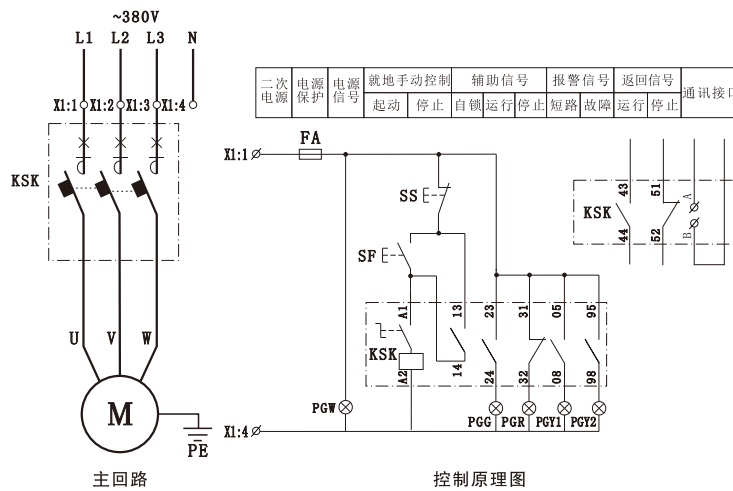 ~380V
L1 L2 L3 N
X1:1 X1:2 X1:3 X1:4
KSK
U V W
M
PE
主回路
二次电源 电源保护 电源信号 就地手动控制 辅助信号 报警信号 返回信号 通讯接口
起动 停止 自锁 运行 停止 短路 故障 运行 停止
X1:1
FA
SS
SF
A1 13 23 31 05 95
KSK
A2 14 24 32 08 98
PGW PGG PGR PGY1 PGY2
X1:4
43 51 A
KSK
44 52 B
控制原理图